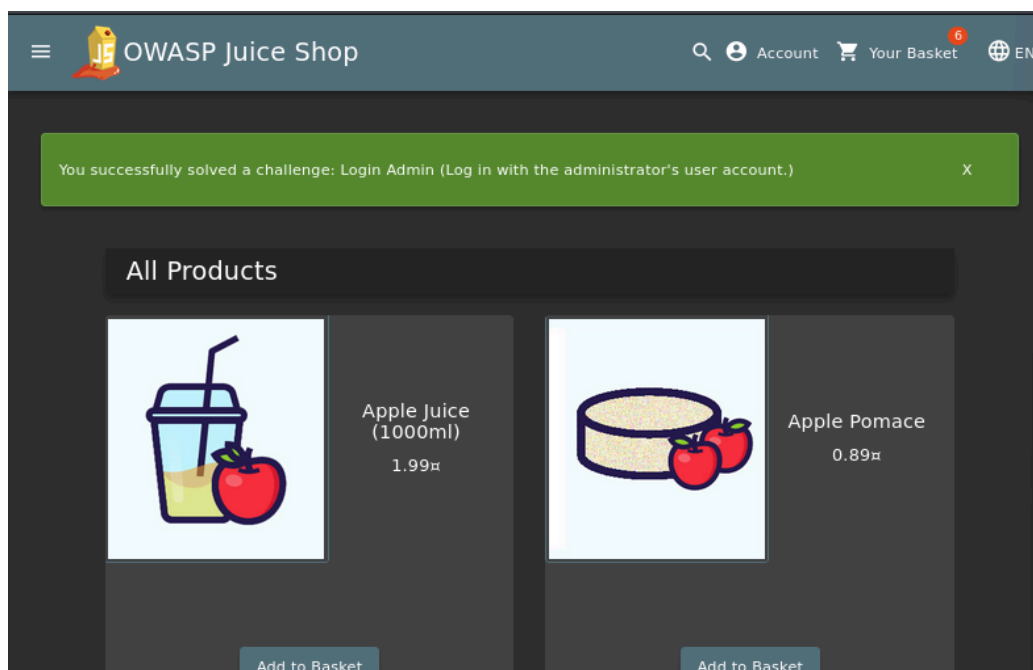 OWASP Juice Shop
Account
6
Your Basket
EN
You successfully solved a challenge: Login Admin (Log in with the administrator's user account.)
X
All Products
Apple Juice
(1000ml)
1.99¤
Apple Pomace
0.89¤
Add to Basket
Add to Basket